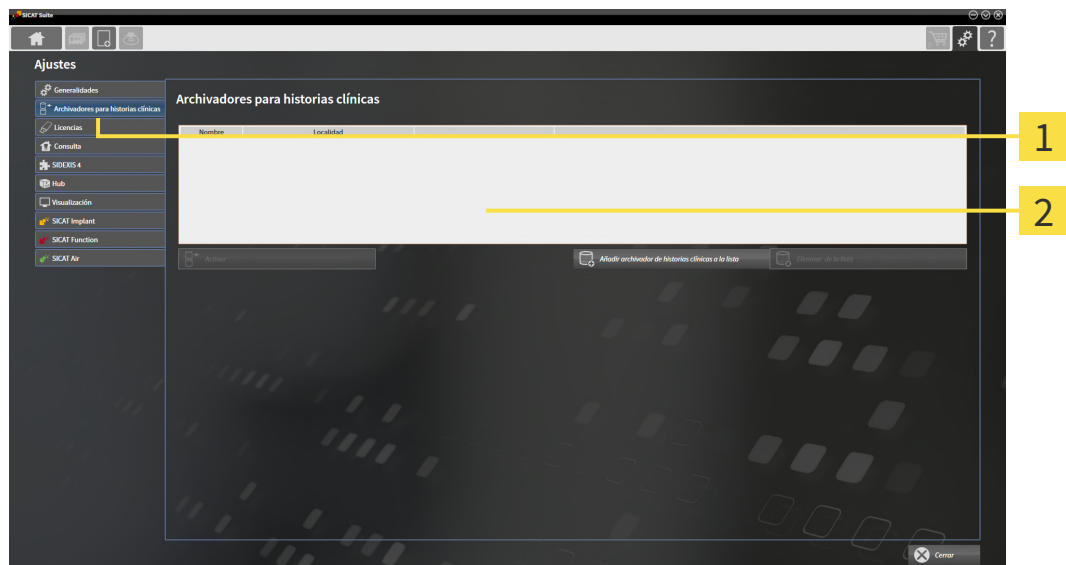 SICAT Suite
?
Ajustes
Generalidades
Archivadores para historias clínicas
Licencias
Consulta
SIDEXIS 4
Hub
Visualización
SICAT Implant
SICAT Function
SICAT Air
Archivadores para historias clínicas
Nombre Localidad
Activar
Añadir archivador de historias clínicas a la lista
Eliminar de la lista
Cerrar
1
2